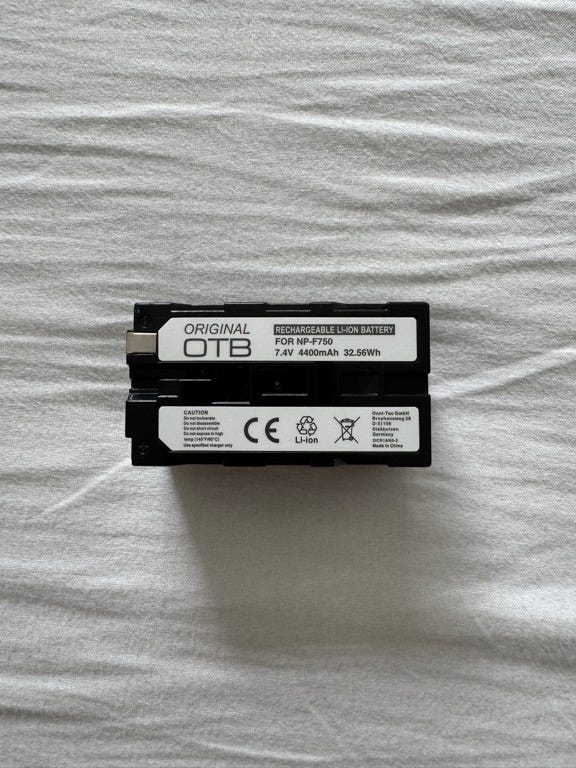 ORIGINAL
OTB
RECHARGEABLE LI-ION BATTERY
FOR NP-F750
7.4V 4400mAh 32.56Wh
CAUTION
Do not incinerate
Do not disassemble
Do not short circuit
Do not expose to high
temp (140°F/60°C)
Use specified charger only
CE
Li-ion
Omni-Tec GmbH
Broyhansweg 28
Germany
Made in China